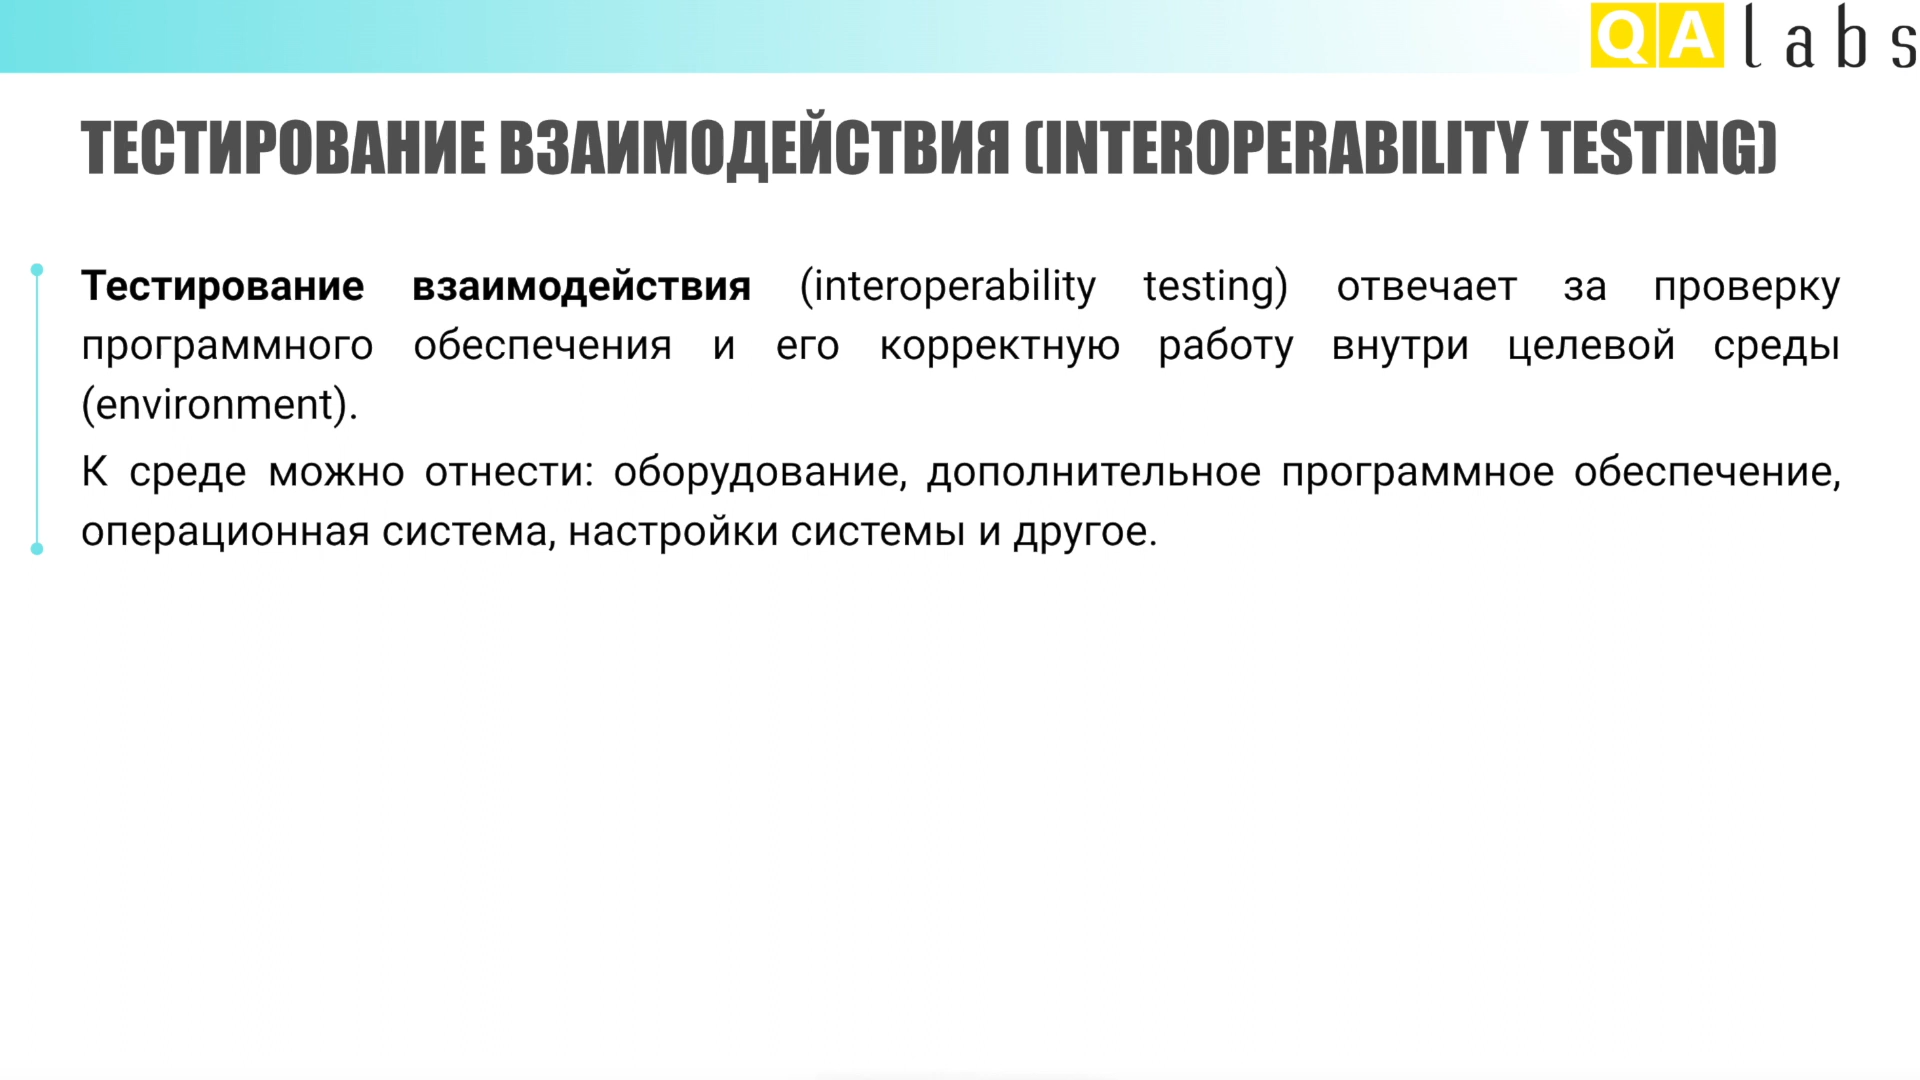 QA labs
ТЕСТИРОВАНИЕ ВЗАИМОДЕЙСТВИЯ (INTEROPERABILITY TESTING)
Тестирование взаимодействия (interoperability testing) отвечает за проверку
программного обеспечения и его корректную работу внутри целевой среды
(environment).
К среде можно отнести: оборудование, дополнительное программное обеспечение,
операционная система, настройки системы и другое.